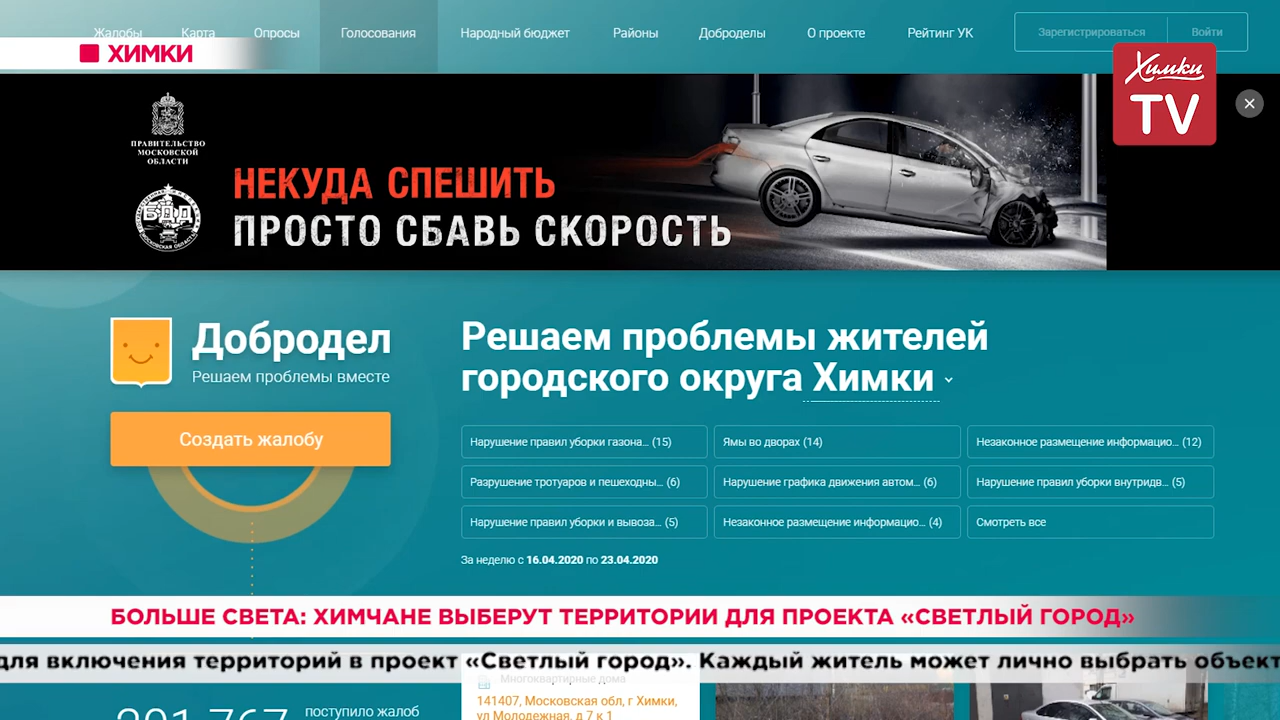 Жалобы Карта Опросы Голосования Народный бюджет Районы Доброделы О проекте Рейтинг УК Зарегистрироваться Войти
ХИМКИ
Химки
TV
ПРАВИТЕЛЬСТВО
МОСКОВСКОЙ
ОБЛАСТИ
БДД
МОСКОВСКАЯ ОБЛАСТЬ
НЕКУДА СПЕШИТЬ
ПРОСТО СБАВЬ СКОРОСТЬ
Добродел
Решаем проблемы вместе
Создать жалобу
Решаем проблемы жителей
городского округа Химки
Нарушение правил уборки газона... (15)
Ямы во дворах (14)
Незаконное размещение информацио... (12)
Разрушение тротуаров и пешеходны... (6)
Нарушение графика движения автом... (6)
Нарушение правил уборки внутридв... (5)
Нарушение правил уборки и вывоза... (5)
Незаконное размещение информацио... (4)
Смотреть все
За неделю с 16.04.2020 по 23.04.2020
БОЛЬШЕ СВЕТА: ХИМЧАНЕ ВЫБЕРУТ ТЕРРИТОРИИ ДЛЯ ПРОЕКТА «СВЕТЛЫЙ ГОРОД»
для включения территорий в проект «Светлый город». Каждый житель может лично выбрать объект
Многоквартирные дома
141407, Московская обл, г Химки,
ул Молодежная, д 7 к 1
поступило жалоб